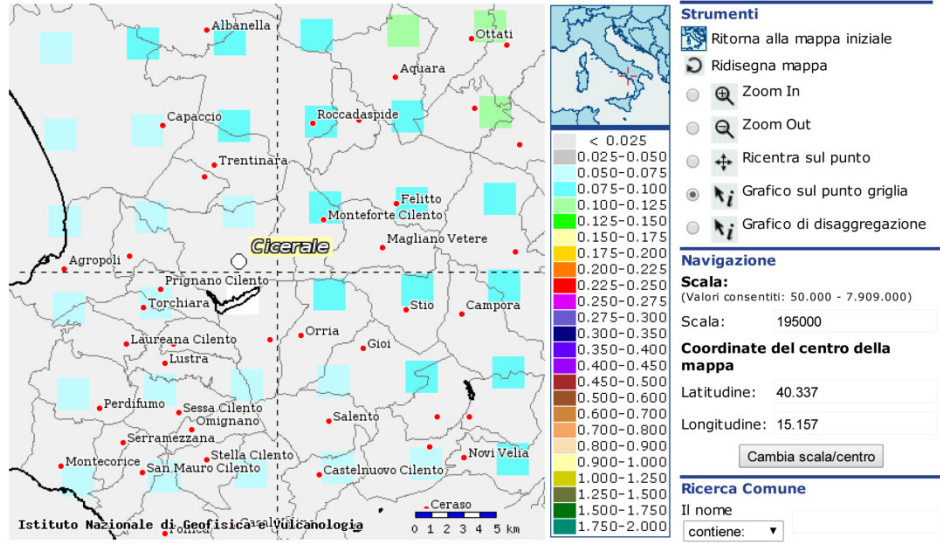 Albanella
Ottati
Aquara
Capaccio
Roccadaspide
Trentinara
Felitto
Monteforte Cilento
Cicerale
Magliano Vetere
Agropoli
Prignano Cilento
Torchiara
Stio
Campora
Orria
Laureana Cilento
Gioi
Lustra
Perdifumo
Sessa Cilento
Omignano
Salento
Serramezzana
Stella Cilento
Novi Velia
Montecorice
San Mauro Cilento
Castelnuovo Cilento
Ceraso
Istituto Nazionale di Geofisica e Vulcanologia
0 1 2 3 4 5 km
< 0.025
0.025-0.050
0.050-0.075
0.075-0.100
0.100-0.125
0.125-0.150
0.150-0.175
0.175-0.200
0.200-0.225
0.225-0.250
0.250-0.275
0.275-0.300
0.300-0.350
0.350-0.400
0.400-0.450
0.450-0.500
0.500-0.600
0.600-0.700
0.700-0.800
0.800-0.900
0.900-1.000
1.000-1.250
1.250-1.500
1.500-1.750
1.750-2.000
Strumenti
Ritorna alla mappa iniziale
Ridisegna mappa
Zoom In
Zoom Out
Ricentra sul punto
Grafico sul punto griglia
Grafico di disaggregazione
Navigazione
Scala:
(Valori consentiti: 50.000 - 7.909.000)
Scala: 195000
Coordinate del centro della
mappa
Latitudine: 40.337
Longitudine: 15.157
Cambia scala/centro
Ricerca Comune
Il nome
contiene: